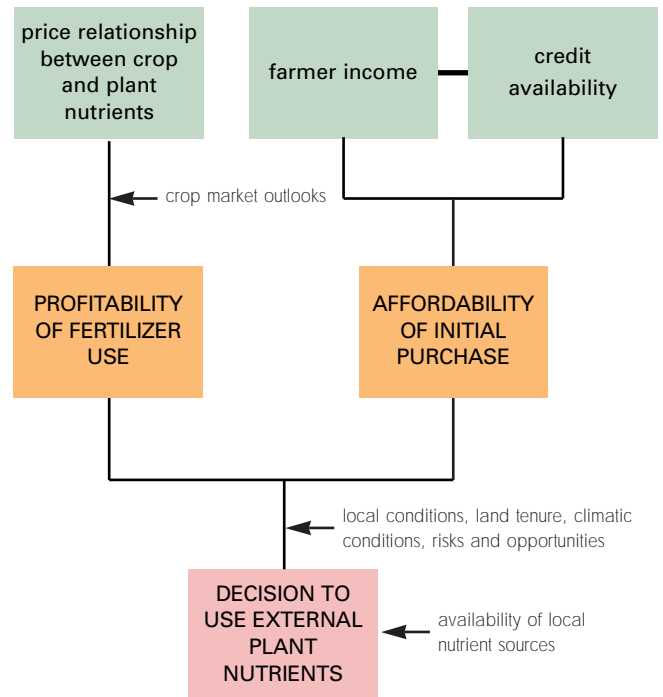 price relationship
between crop
and plant
nutrients
farmer income
credit
availability
crop market outlooks
PROFITABILITY
OF FERTILIZER
USE
AFFORDABILITY
OF INITIAL
PURCHASE
local conditions, land tenure, climatic
conditions, risks and opportunities
DECISION TO
USE EXTERNAL
PLANT
NUTRIENTS
availability of local
nutrient sources